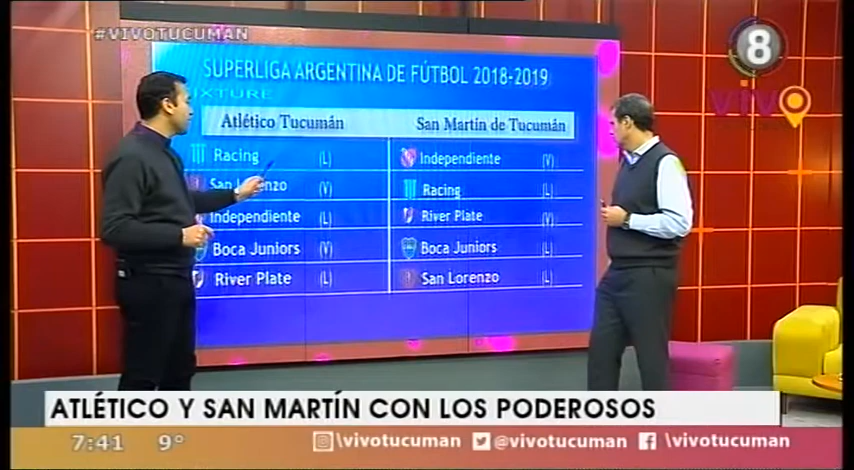 #VIVOTUCUMAN
8
VIVO
SUPERLIGA ARGENTINA DE FÚTBOL 2018-2019
IXTURE
ATLÉTICO TUCUMÁN SAN MARTÍN DE TUCUMÁN
Racing (L) Independiente (V)
San Lorenzo (V) Racing (L)
Independiente (L) River Plate (V)
Boca Juniors (V) Boca Juniors (L)
River Plate (L) San Lorenzo (L)
ATLÉTICO Y SAN MARTÍN CON LOS PODEROSOS
7:41 9° \vivotucuman @vivotucuman \vivotucuman